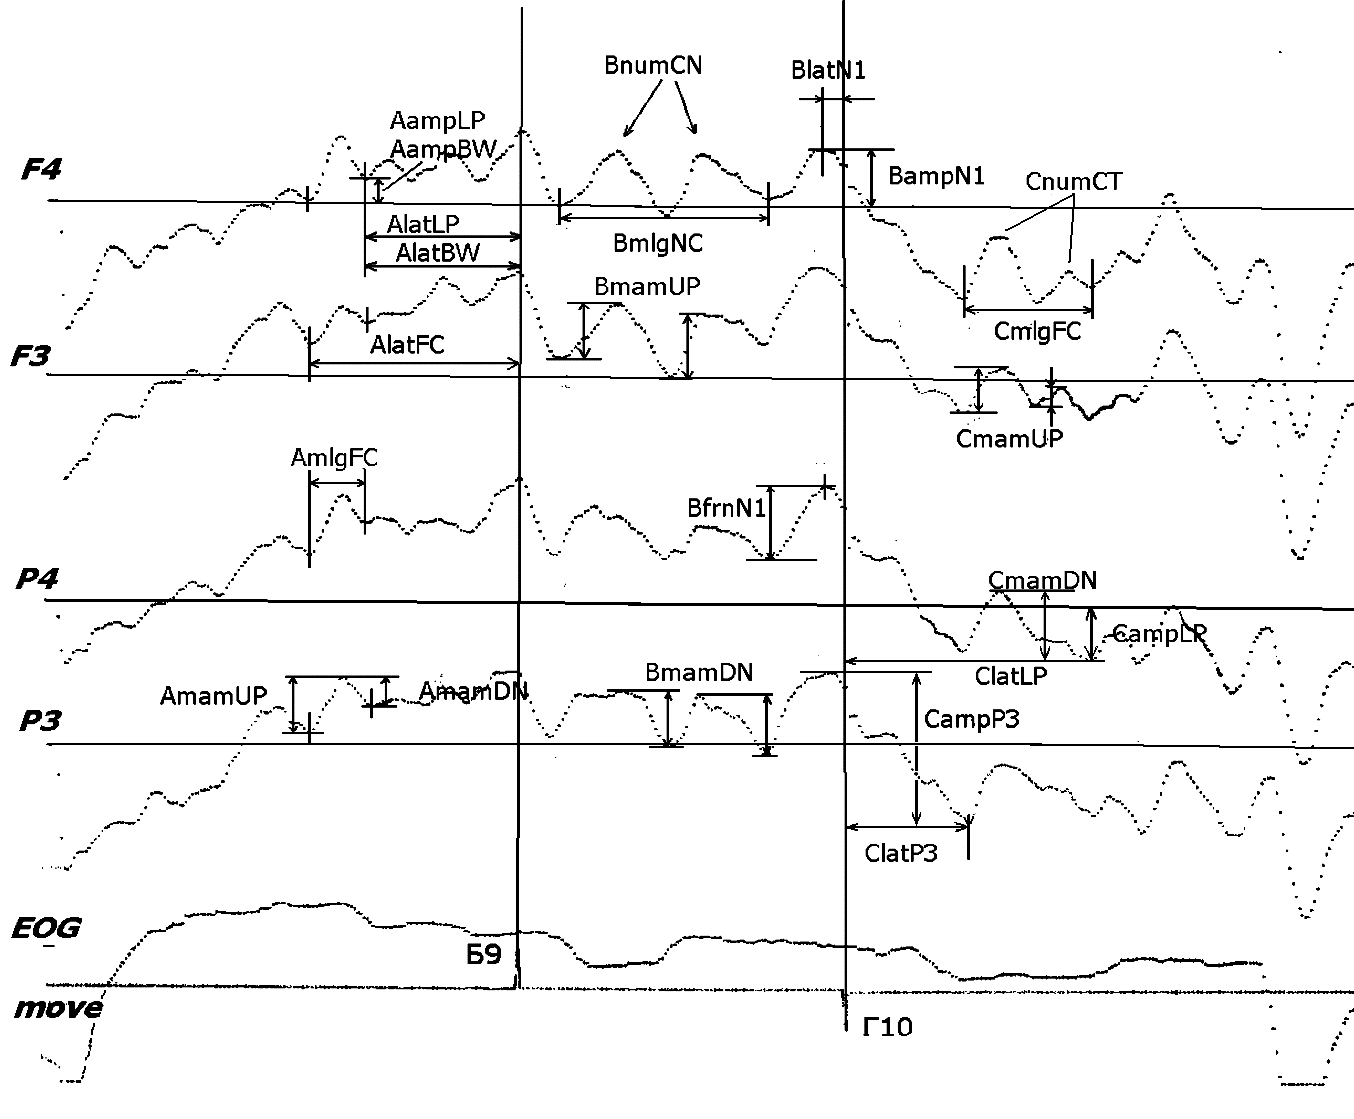 BnumCN
BlatN1
AampLP
AampBW
F4
BampN1
CnumCT
AlatLP
BmlgNC
AlatBW
BmamUP
CmlgFC
AlatFC
F3
CmamUP
AmlgFC
BfrnN1
P4
CmamDN
CampLP
ClatLP
BmamDN
AmamUP
AmamDN
P3
CampP3
ClatP3
EOG
Б9
move
Г10